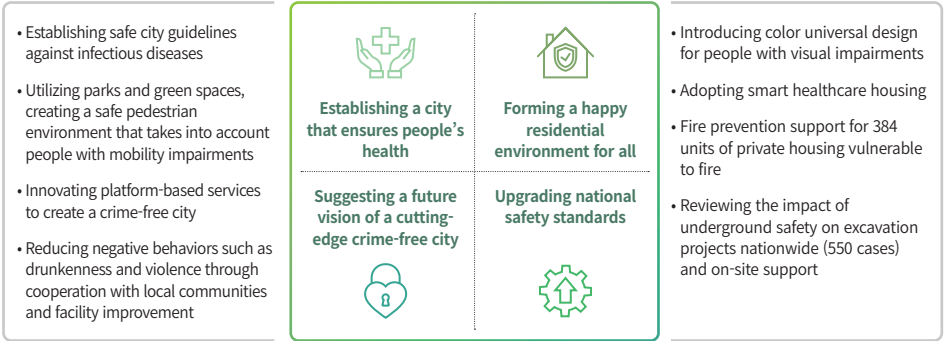 • Establishing safe city guidelines
against infectious diseases
• Utilizing parks and green spaces,
creating a safe pedestrian
environment that takes into account
people with mobility impairments
• Innovating platform-based services
to create a crime-free city
• Reducing negative behaviors such as
drunkenness and violence through
cooperation with local communities
and facility improvement
Establishing a city
that ensures people's
health
Forming a happy
residential
environment for all
Suggesting a future
vision of a cutting-
edge crime-free city
Upgrading national
safety standards
• Introducing color universal design
for people with visual impairments
• Adopting smart healthcare housing
• Fire prevention support for 384
units of private housing vulnerable
to fire
• Reviewing the impact of
underground safety on excavation
projects nationwide (550 cases)
and on-site support